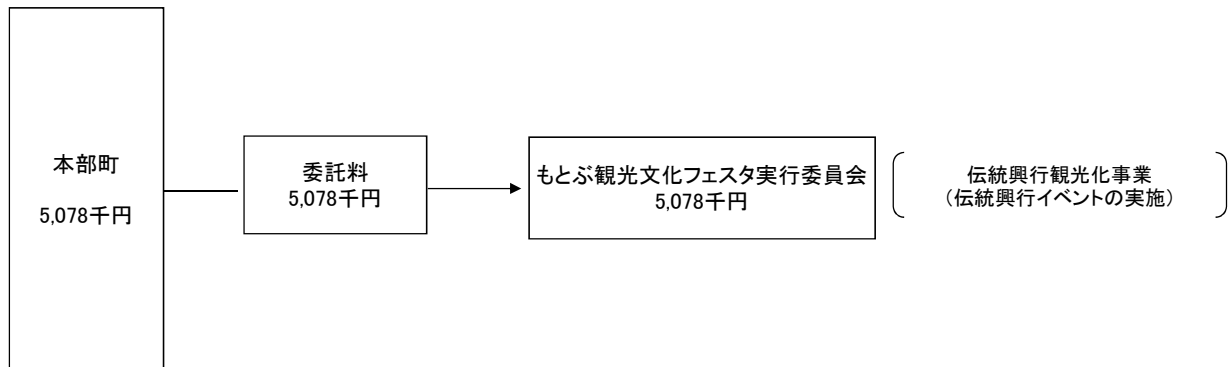 本部町
5,078千円
委託料
5,078千円
もとぶ観光文化フェスタ実行委員会
5,078千円
伝統興行観光化事業
（伝統興行イベントの実施）